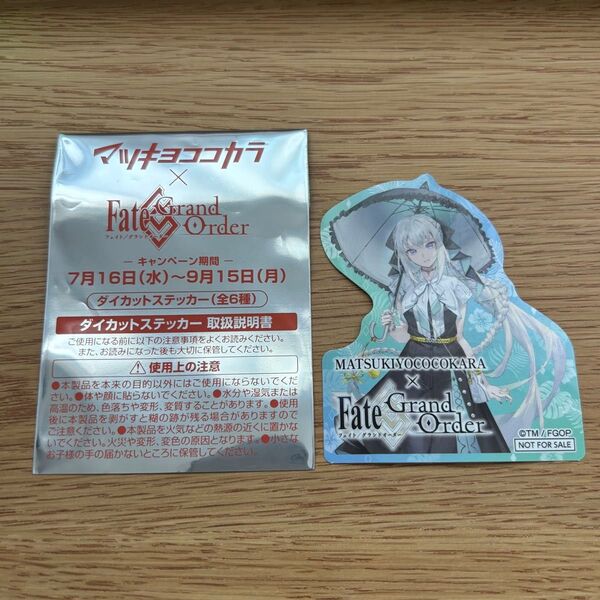 マツキヨココカラ
×
Fate Grand Order
フェイト/グランドオーダー
― キャンペーン期間 ―
7月16日(水)～9月15日(月)
ダイカットステッカー(全6種)
ダイカットステッカー 取扱説明書
ご使用になる前に以下の注意事項をよくお読みください。
また、お読みになった後も大切に保管してください。
⚠使用上の注意
●本製品を本来の目的以外にはご使用にならないでくだ
さい。●体や顔に貼らないでください。●水分や湿気または
高温のため、色落ちや変形、変質することがあります。●使用
後に本製品を剥がすと糊の跡が残る場合がありますので
ご注意ください。●本製品を火気などの熱源の近くに置かな
いでください。火災や変形、変色の原因となります。●小さな
お子様の手の届かないところに保管してください。
MATSUKIYOCOCOKARA
×
Fate Grand Order
フェイト/グランドオーダー
©TM / FGOP
NOT FOR SALE